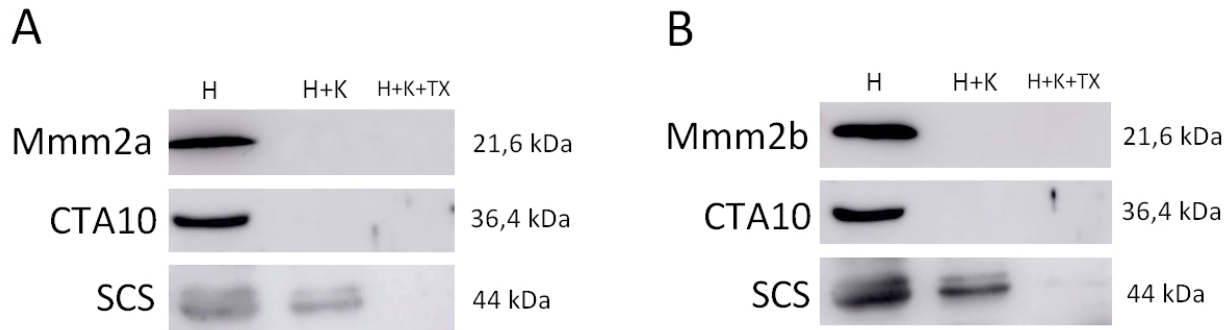 A
H H+K H+K+TX
Mmm2a 21,6 kDa
CTA10 36,4 kDa
SCS 44 kDa
B
H H+K H+K+TX
Mmm2b 21,6 kDa
CTA10 36,4 kDa
SCS 44 kDa